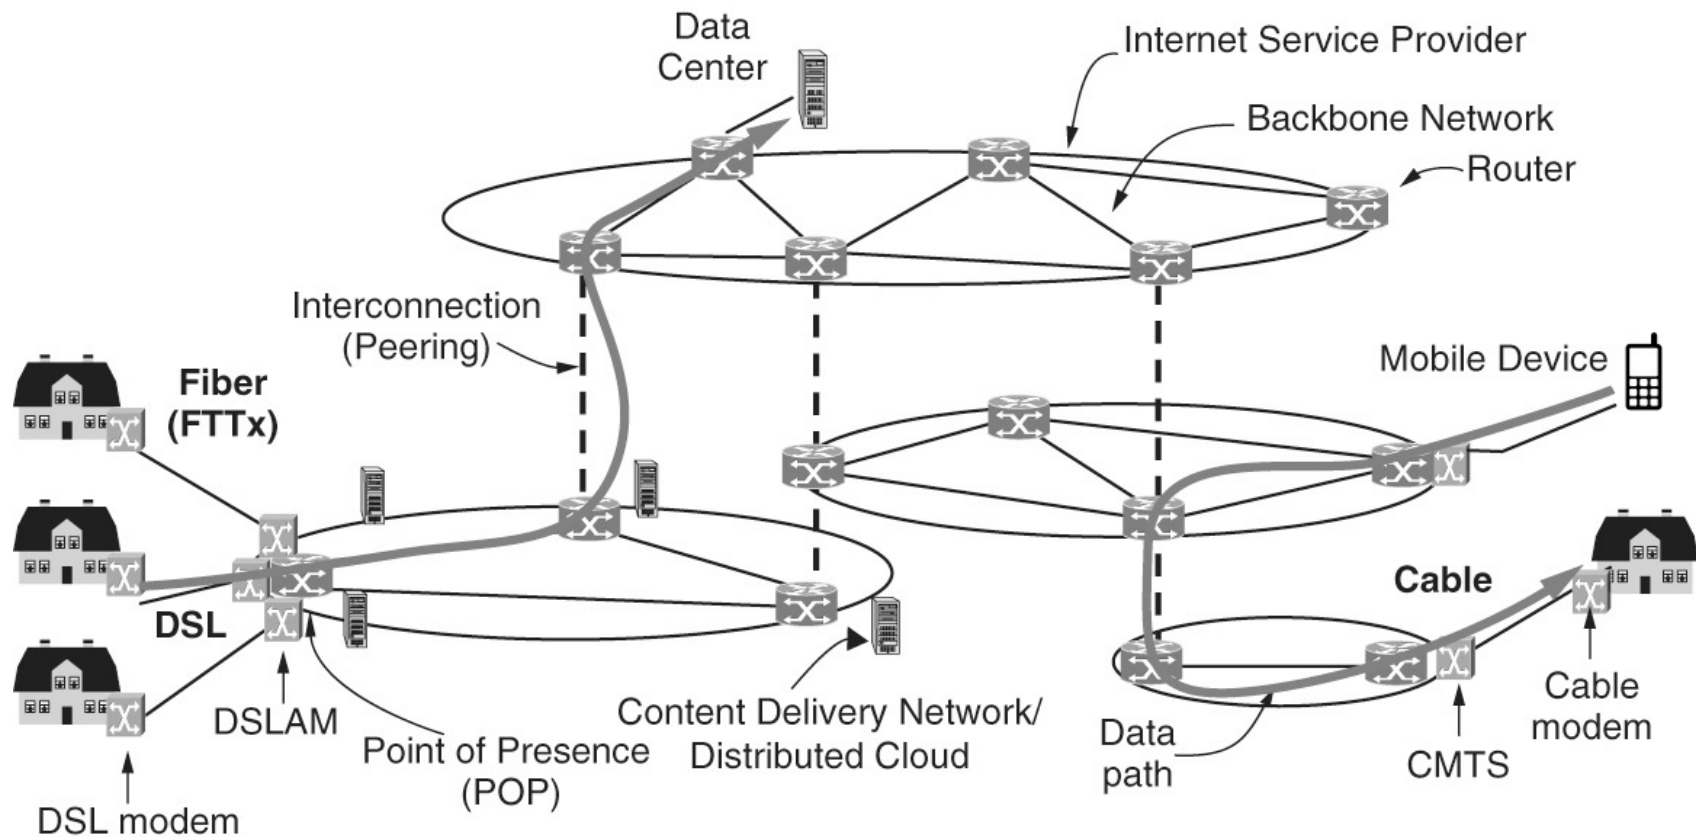 Data
Center
Internet Service Provider
Backbone Network
Router
Interconnection
(Peering)
Mobile Device
Fiber
(FTTx)
DSL
Cable
DSLAM
Point of Presence
(POP)
DSL modem
Content Delivery Network/
Distributed Cloud
Data
path
CMTS
Cable
modem